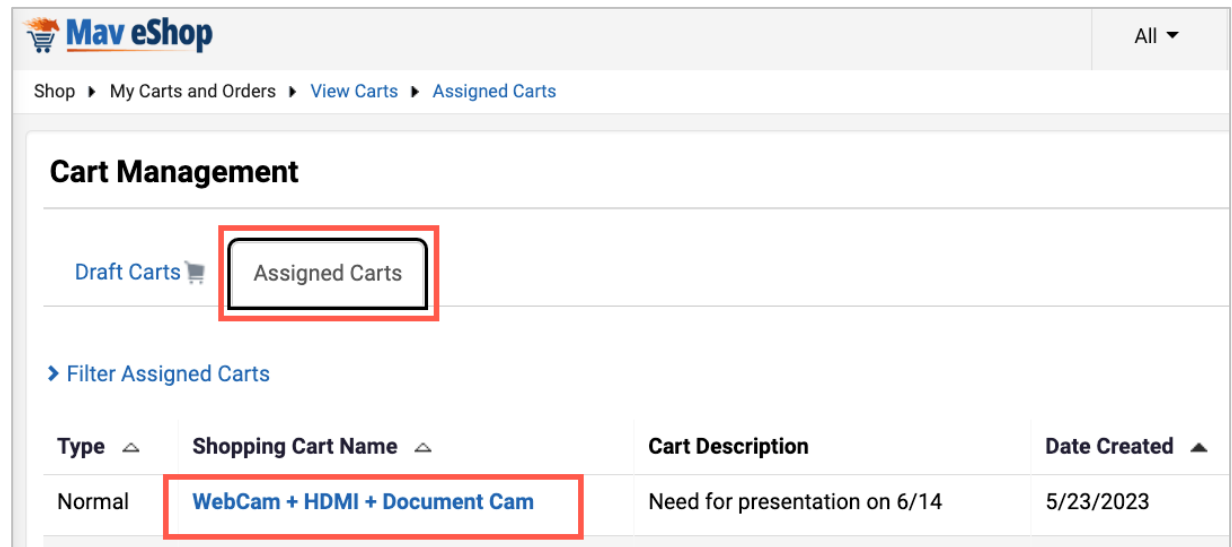 Mav eShop
All
Shop My Carts and Orders View Carts Assigned Carts
Cart Management
Draft Carts Assigned Carts
Filter Assigned Carts
Type Shopping Cart Name Cart Description Date Created
Normal WebCam + HDMI + Document Cam Need for presentation on 6/14 5/23/2023